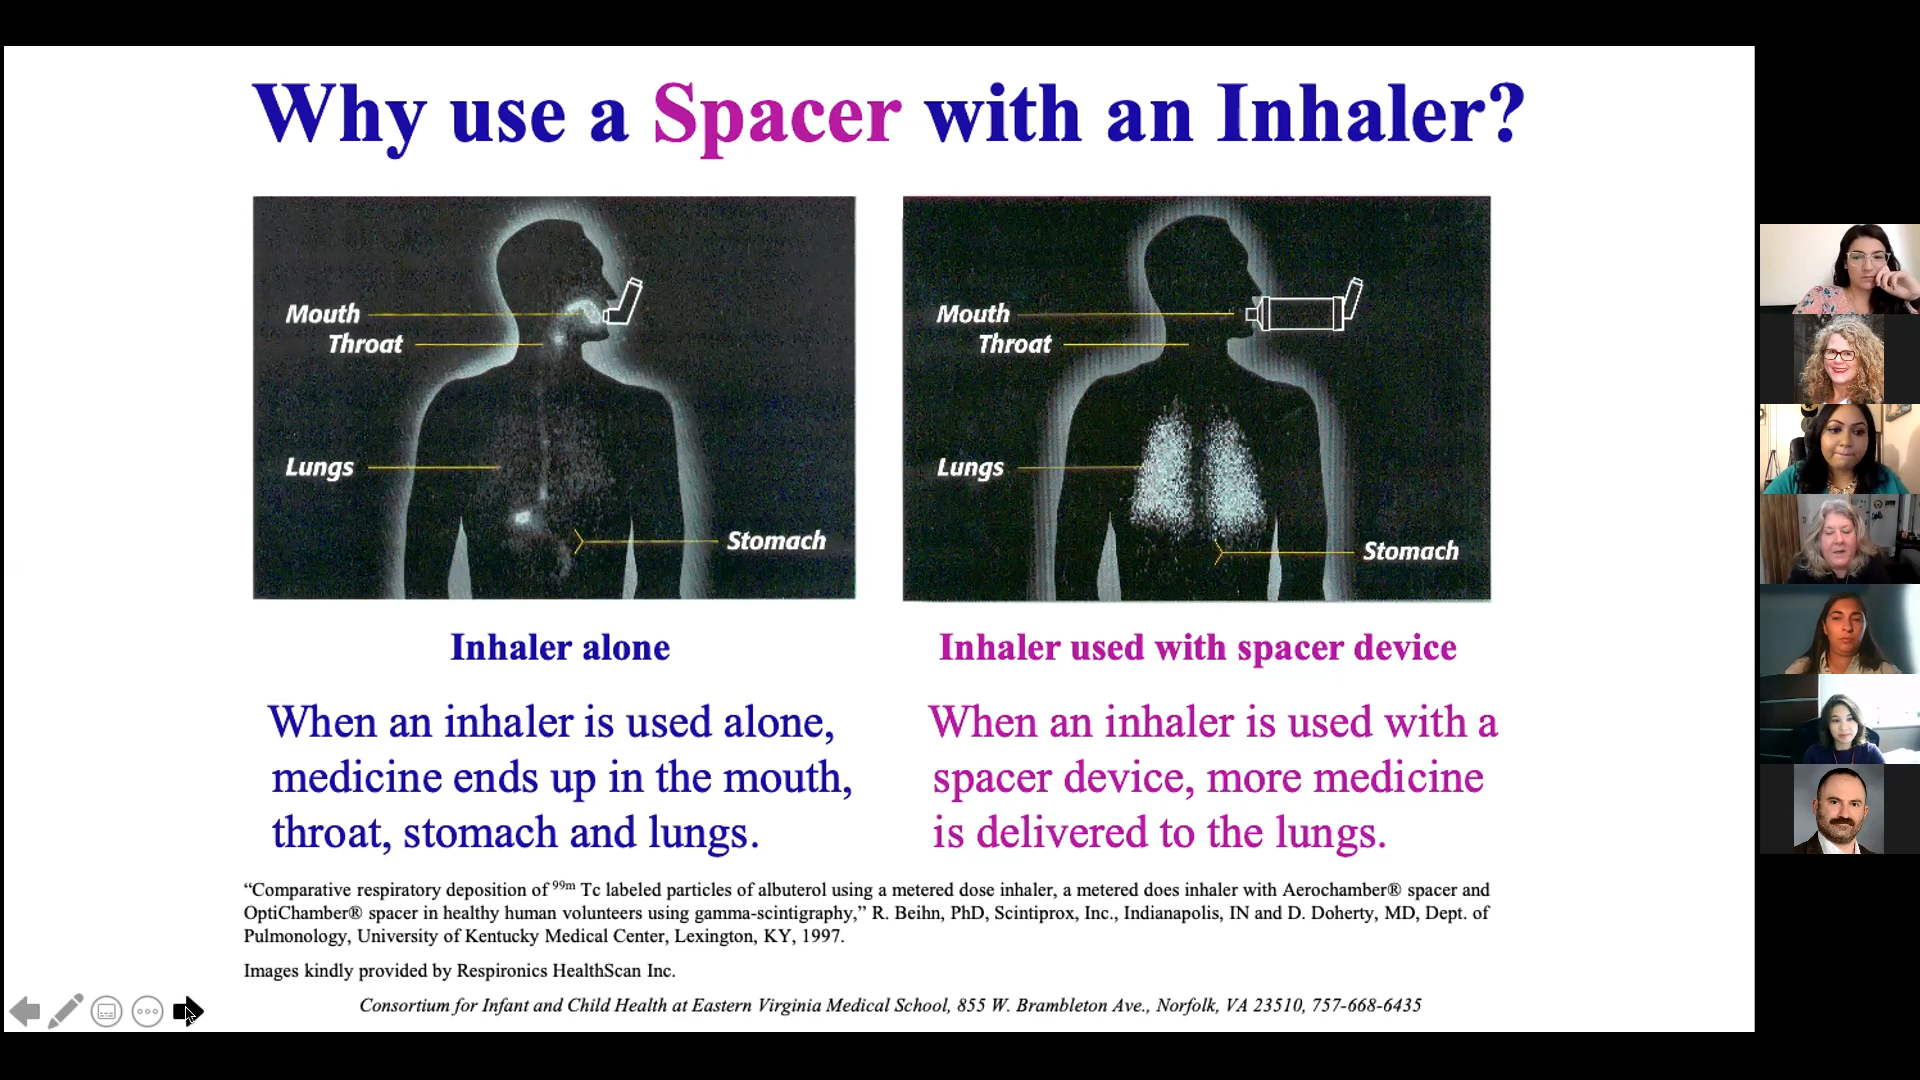 Why use a Spacer with an Inhaler?
Mouth
Throat
Lungs
Stomach
Mouth
Throat
Lungs
Stomach
Inhaler alone
When an inhaler is used alone,
medicine ends up in the mouth,
throat, stomach and lungs.
Inhaler used with spacer device
When an inhaler is used with a
spacer device, more medicine
is delivered to the lungs.
“Comparative respiratory deposition of 99m Tc labeled particles of albuterol using a metered dose inhaler, a metered does inhaler with Aerochamber® spacer and
OptiChamber® spacer in healthy human volunteers using gamma-scintigraphy,” R. Beihn, PhD, Scintiprox, Inc., Indianapolis, IN and D. Doherty, MD, Dept. of
Pulmonology, University of Kentucky Medical Center, Lexington, KY, 1997.
Images kindly provided by Respironics HealthScan Inc.
Consortium for Infant and Child Health at Eastern Virginia Medical School, 855 W. Brambleton Ave., Norfolk, VA 23510, 757-668-6435